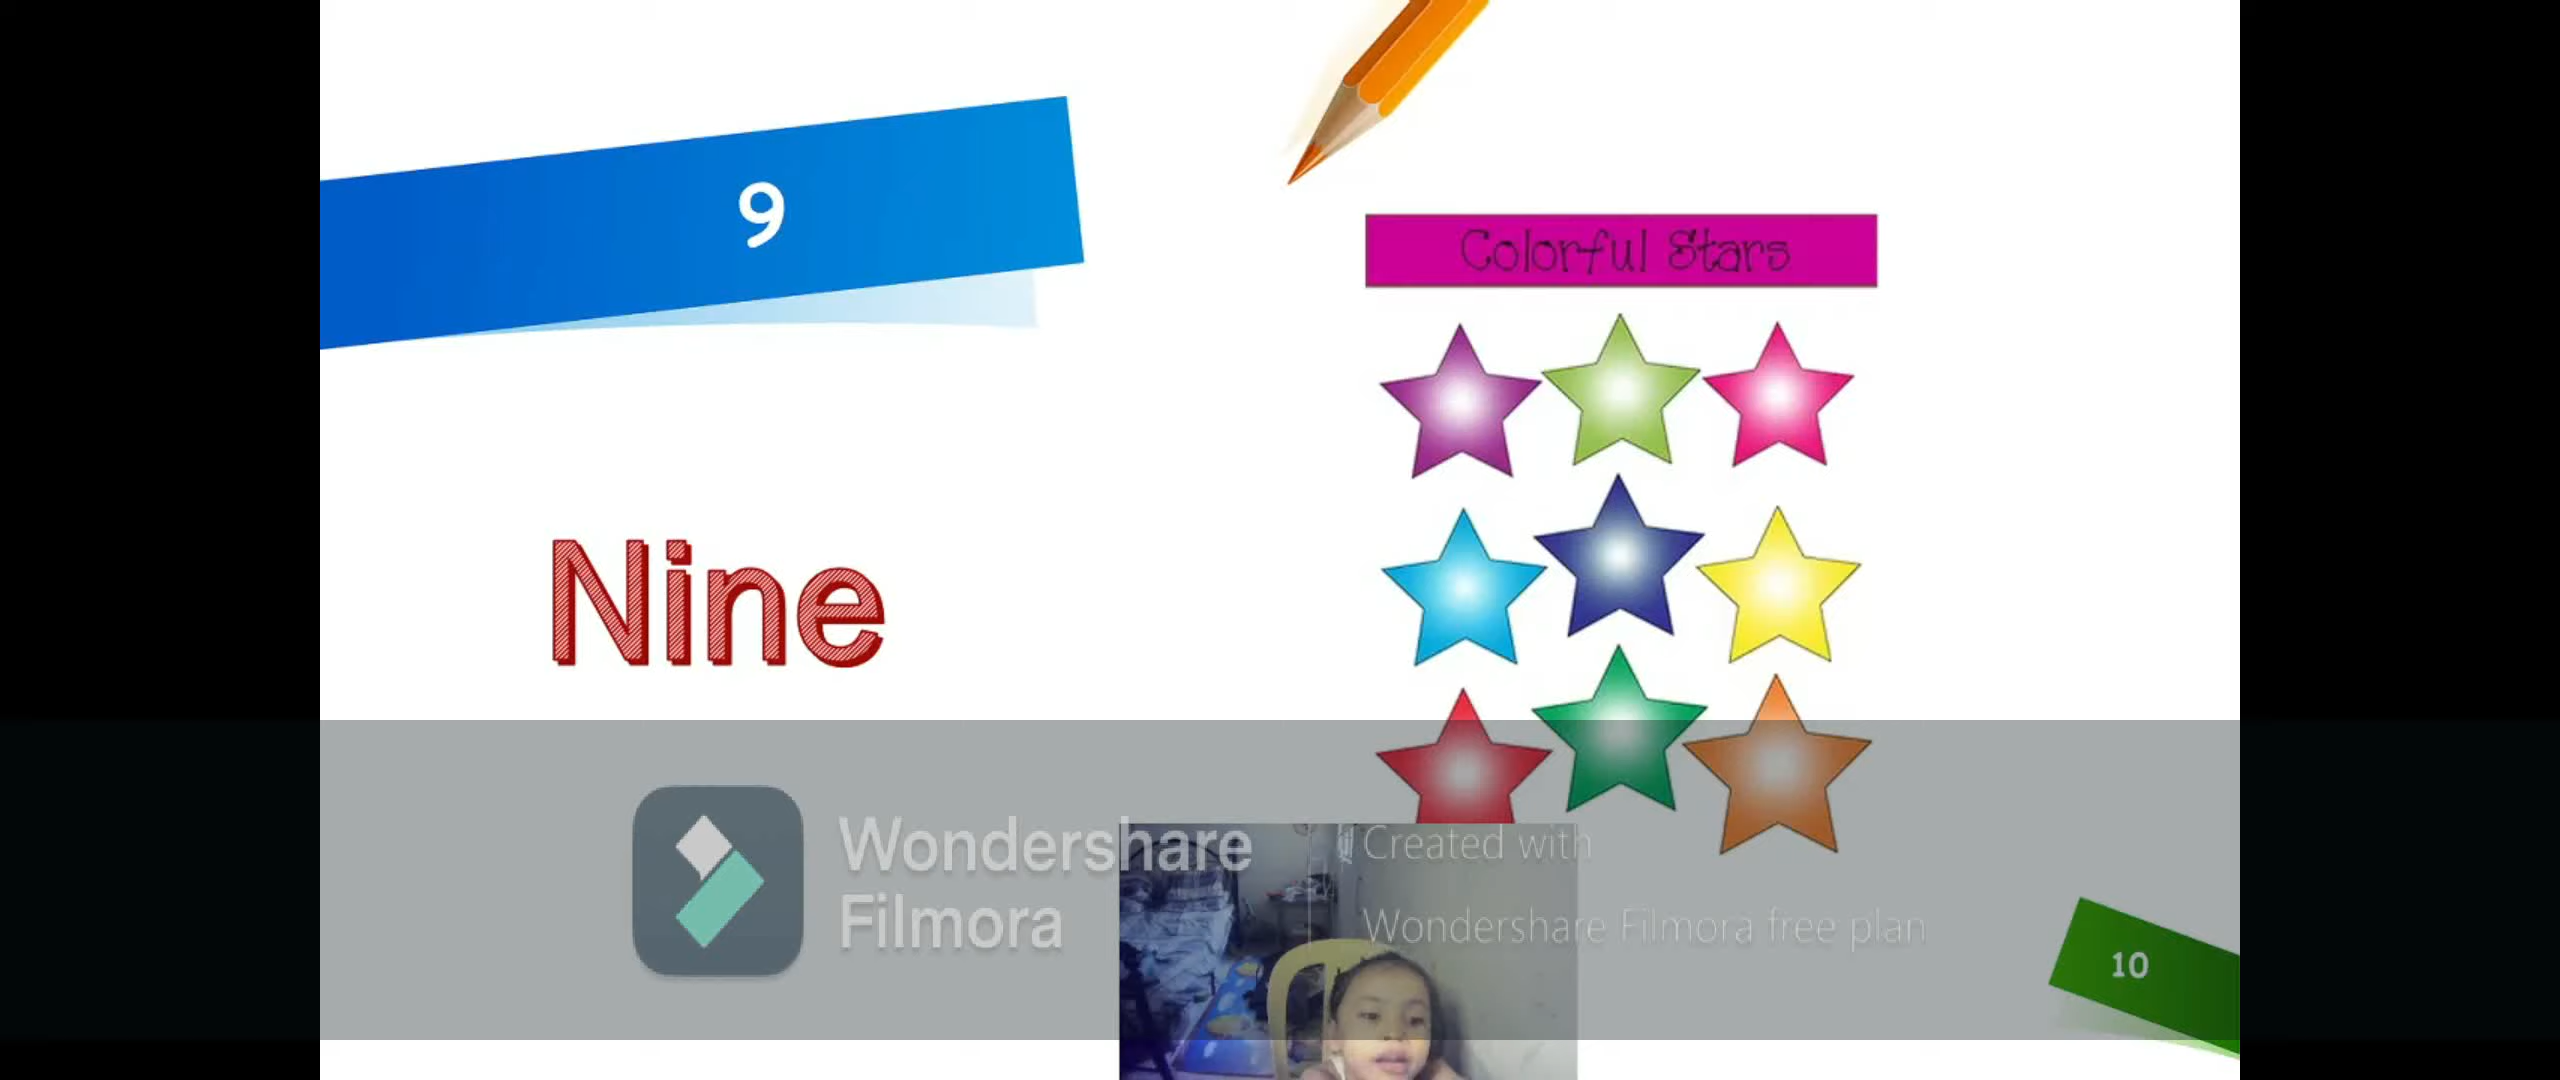 9
Colorful Stars
Nine
Wondershare
Filmora
Created with
Wondershare Filmora free plan
10